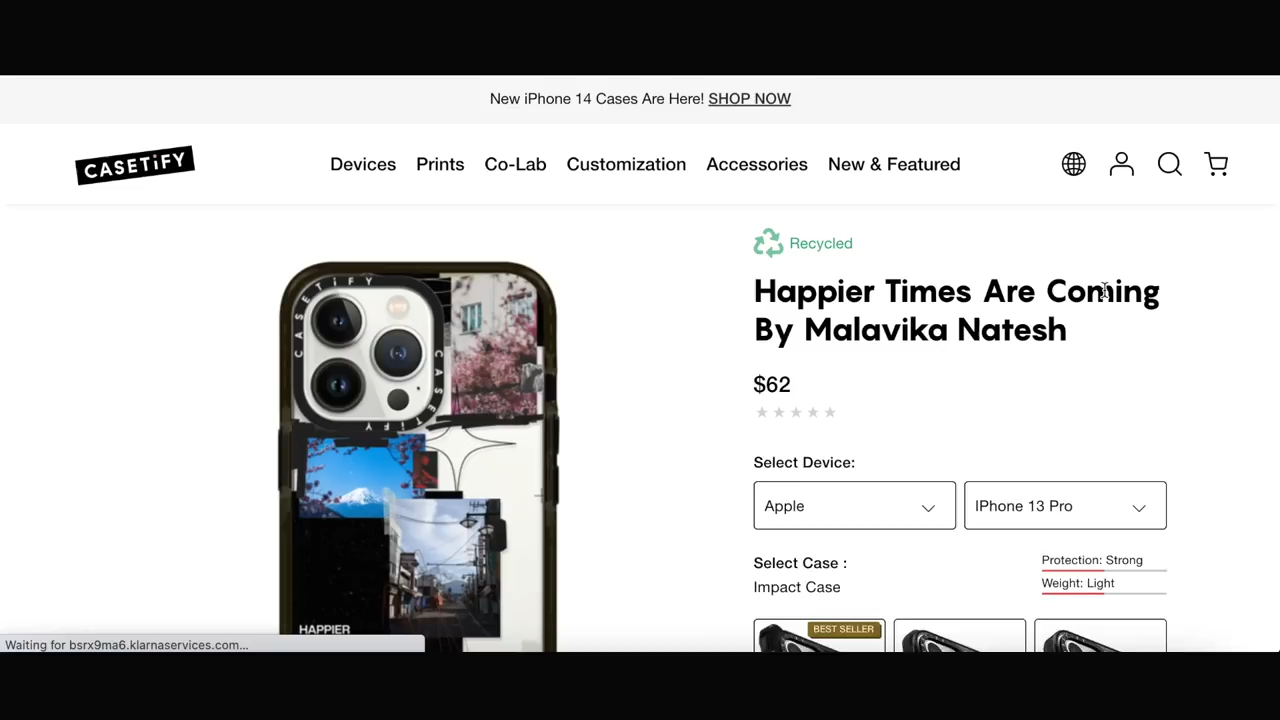 New iPhone 14 Cases Are Here! SHOP NOW
CASETiFY
Devices Prints Co-Lab Customization Accessories New & Featured
Recycled
Happier Times Are Coming
By Malavika Natesh
$62
Select Device:
Apple
IPhone 13 Pro
Select Case :
Impact Case
Protection: Strong
Weight: Light
BEST SELLER
CASETiFY
CASETiFY
HAPPIER
Waiting for bsrx9ma6.klarnaservices.com...